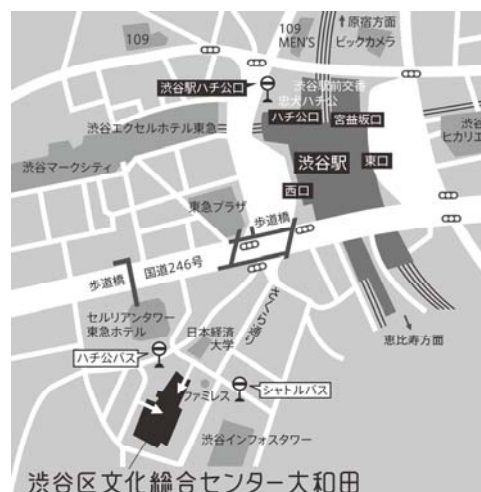 109
109
MEN'S
↑原宿方面
ビックカメラ
渋谷駅ハチ公口
渋谷駅前交番
忠犬ハチ公
ハチ公口
宮益坂口
渋谷エクセルホテル東急
渋谷
ヒカリエ
渋谷マークシティ
渋谷駅
東口
西口
東急プラザ
歩道橋
国道246号
歩道橋
さくら通り
セルリアンタワー
東急ホテル
日本経済
大学
恵比寿方面
ハチ公バス
ファミレス
シャトルバス
渋谷インフォスタワー
渋谷区文化総合センター大和田